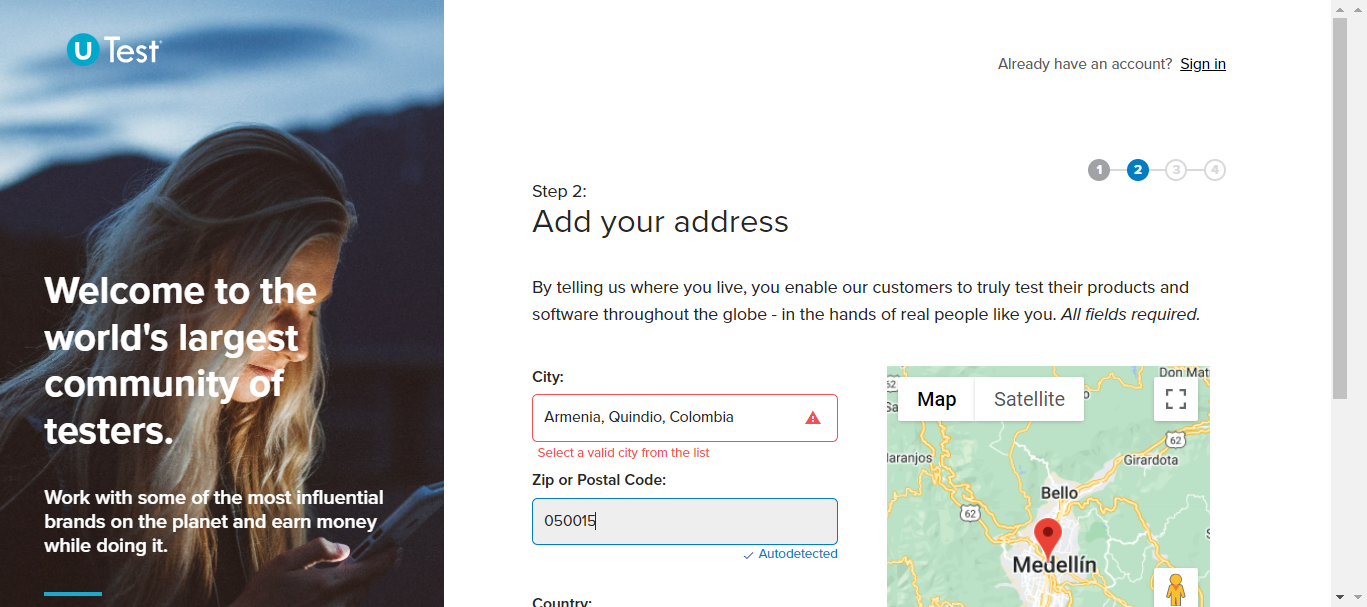 U Test
Already have an account? Sign in
1 2 3 4
Step 2:
Add your address
By telling us where you live, you enable our customers to truly test their products and
software throughout the globe - in the hands of real people like you. All fields required.
Welcome to the
world's largest
community of
testers.
Work with some of the most influential
brands on the planet and earn money
while doing it.
City:
Armenia, Quindio, Colombia
Select a valid city from the list
Zip or Postal Code:
050015
Autodetected
Country:
Don Mat
62
Map
Satellite
62
aranjos
Girardota
Bello
62
Medellín